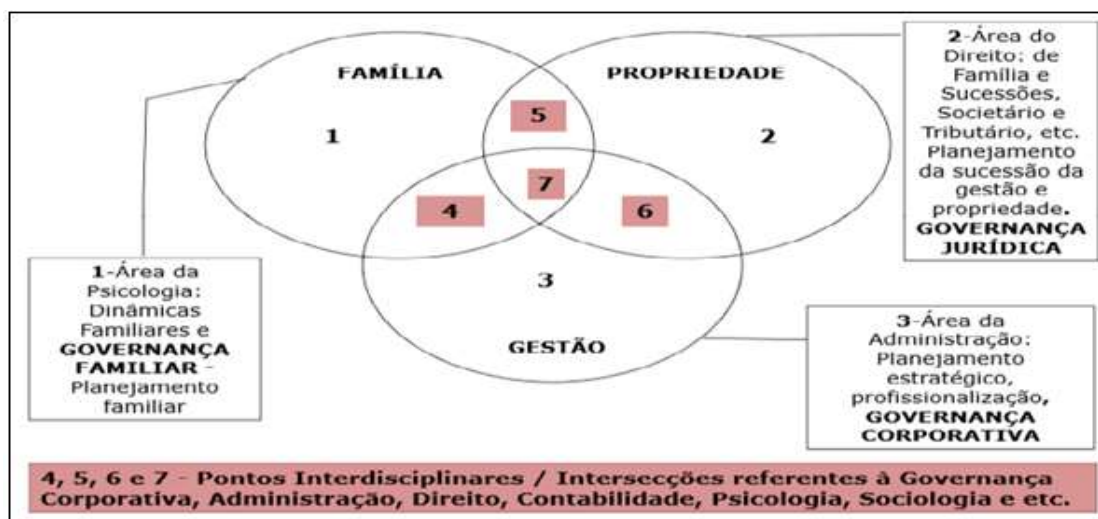 FAMÍLIA
PROPRIEDADE
5
1
2
7
4
6
3
GESTÃO
2-Área do
Direito: de
Família e
Sucessões,
Societário e
Tributário, etc.
Planejamento
da sucessão da
gestão e
propriedade.
GOVERNANÇA
JURÍDICA
1-Área da
Psicologia:
Dinâmicas
Familiares e
GOVERNANÇA
FAMILIAR -
Planejamento
familiar
3-Área da
Administração:
Planejamento
estratégico,
profissionalização,
GOVERNANÇA
CORPORATIVA
4, 5, 6 e 7 - Pontos Interdisciplinares / Intersecções referentes à Governança
Corporativa, Administração, Direito, Contabilidade, Psicologia, Sociologia e etc.